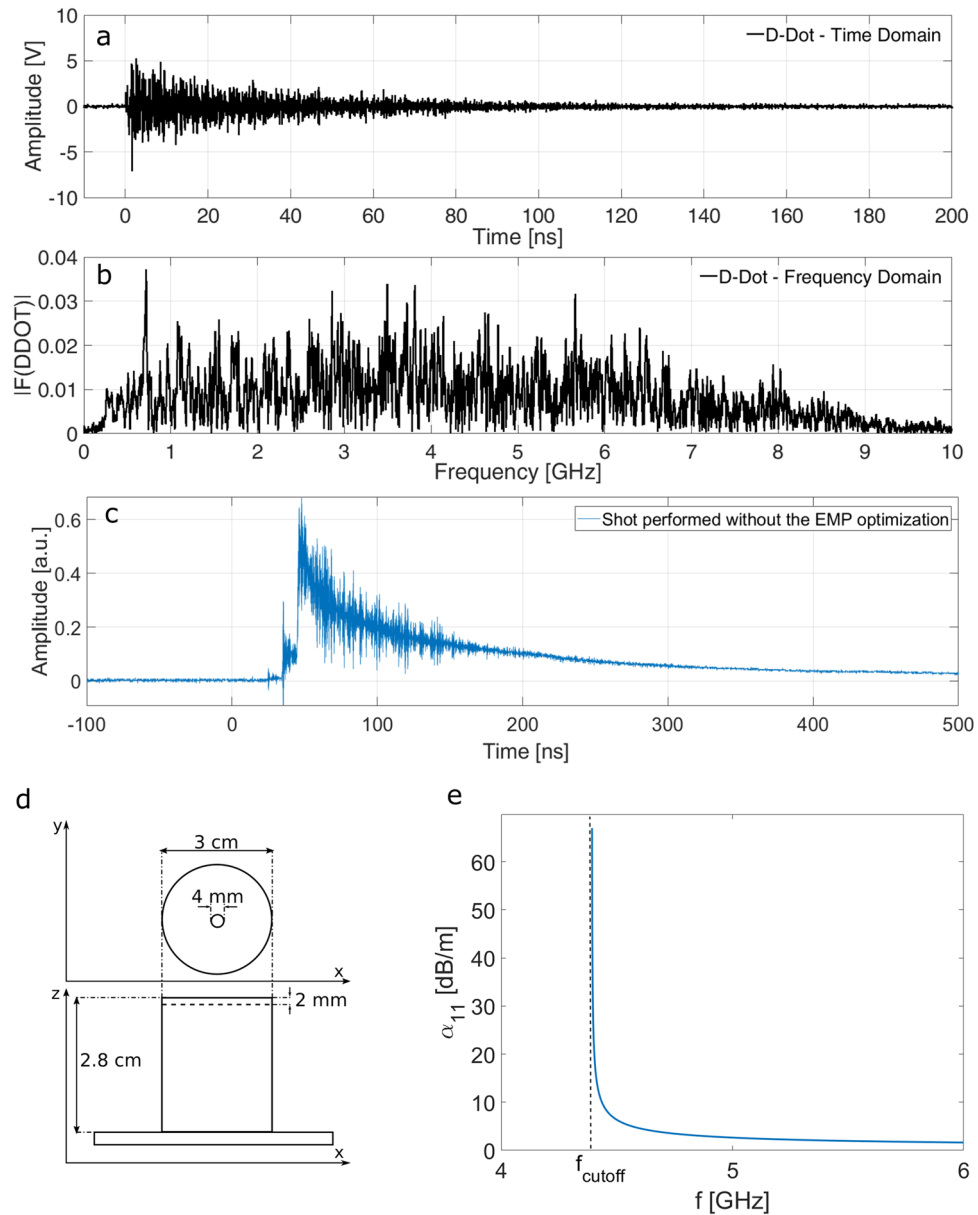 a
D-Dot - Time Domain
Amplitude [V]
10
5
0
-5
-10
0 20 40 60 80 100 120 140 160 180 200
Time [ns]
b
D-Dot - Frequency Domain
|F(DDOT)|
0.04
0.03
0.02
0.01
0
0 1 2 3 4 5 6 7 8 9 10
Frequency [GHz]
c
Shot performed without the EMP optimization
Amplitude [a.u.]
0.6
0.4
0.2
0
-100 0 100 200 300 400 500
Time [ns]
d
y
3 cm
4 mm
x
z
2 mm
2.8 cm
x
e
α11 [dB/m]
60
50
40
30
20
10
0
4 fcutoff 5 6
f [GHz]